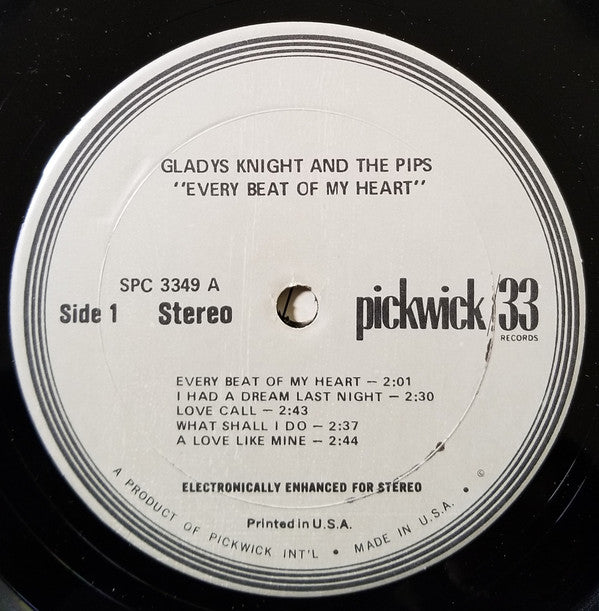 GLADYS KNIGHT AND THE PIPS
"EVERY BEAT OF MY HEART"
SPC 3349 A
Side 1 Stereo
pickwick/33
RECORDS
EVERY BEAT OF MY HEART — 2:01
I HAD A DREAM LAST NIGHT — 2:30
LOVE CALL — 2:43
WHAT SHALL I DO — 2:37
A LOVE LIKE MINE — 2:44
ELECTRONICALLY ENHANCED FOR STEREO
Printed in U.S.A.
A PRODUCT OF PICKWICK INT'L • MADE IN U.S.A. • ©